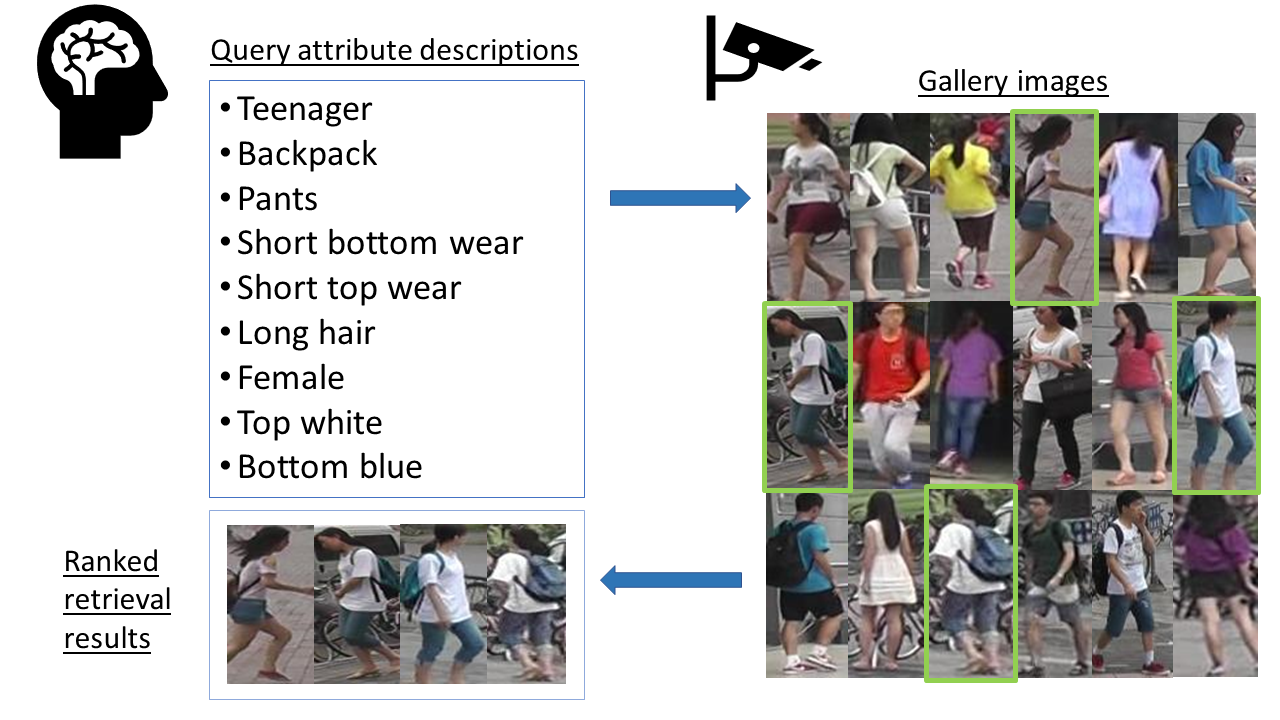 Query attribute descriptions
Gallery images
• Teenager
• Backpack
• Pants
• Short bottom wear
• Short top wear
• Long hair
• Female
• Top white
• Bottom blue
Ranked
retrieval
results